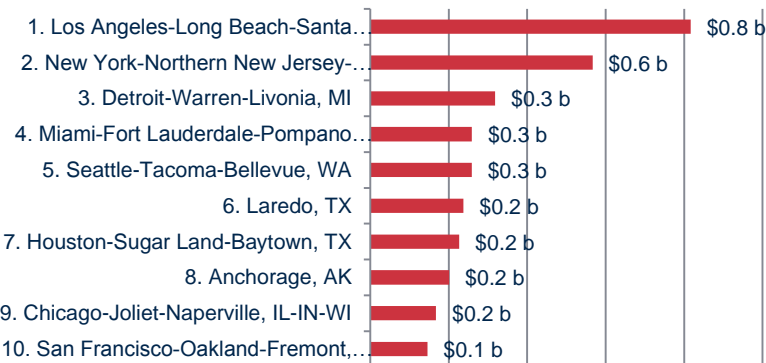 1. Los Angeles-Long Beach-Santa... $0.8 b
2. New York-Northern New Jersey-... $0.6 b
3. Detroit-Warren-Livonia, MI $0.3 b
4. Miami-Fort Lauderdale-Pompano... $0.3 b
5. Seattle-Tacoma-Bellevue, WA $0.3 b
6. Laredo, TX $0.2 b
7. Houston-Sugar Land-Baytown, TX $0.2 b
8. Anchorage, AK $0.2 b
9. Chicago-Joliet-Naperville, IL-IN-WI $0.2 b
10. San Francisco-Oakland-Fremont,... $0.1 b